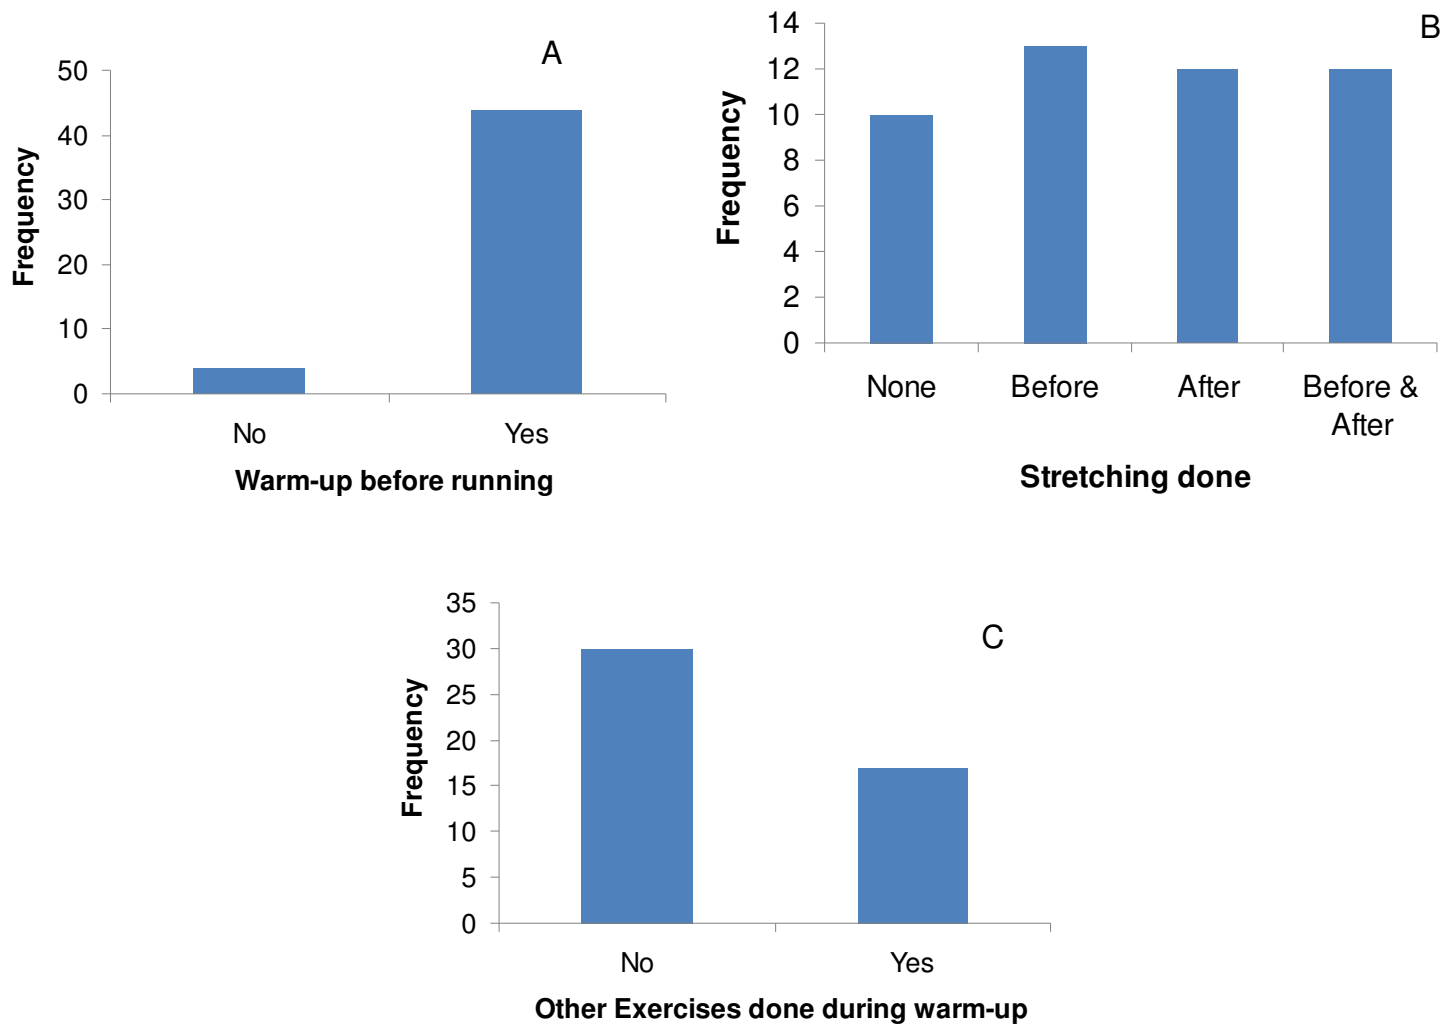 A
50
40
30
20
10
0
Frequency
No Yes
Warm-up before running
B
14
12
10
8
6
4
2
0
Frequency
None Before After Before &
After
Stretching done
C
35
30
25
20
15
10
5
0
Frequency
No Yes
Other Exercises done during warm-up